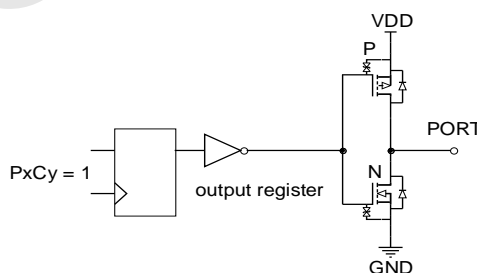 VDD
P
PORT
PxCy = 1
N
output register
GND